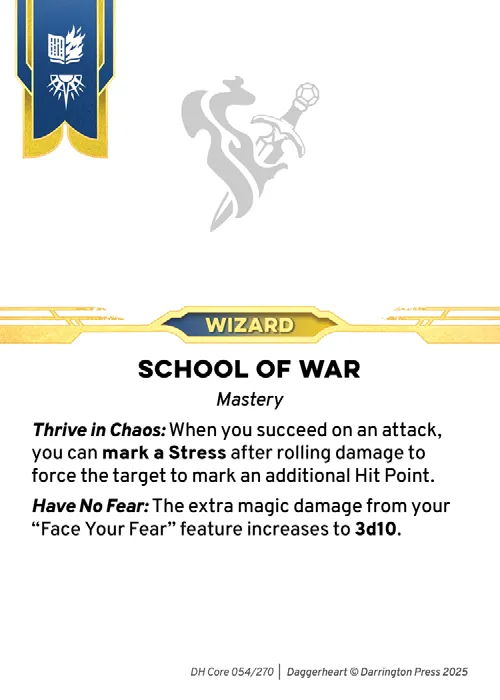 WIZARD
SCHOOL OF WAR
Mastery
Thrive in Chaos: When you succeed on an attack,
you can mark a Stress after rolling damage to
force the target to mark an additional Hit Point.
Have No Fear: The extra magic damage from your
“Face Your Fear” feature increases to 3d10.
DH Core 054/270 | Daggerheart © Darrington Press 2025